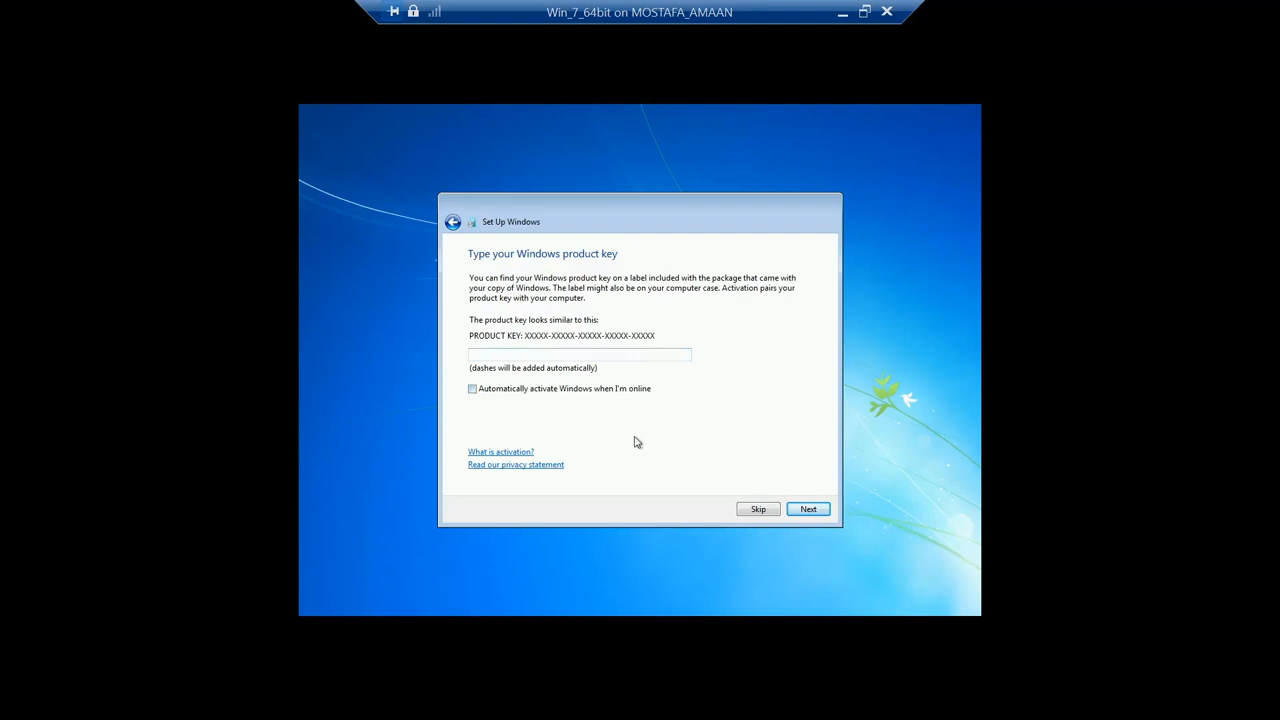 Win_7_64bit on MOSTAFA_AMAAN
Set Up Windows
Type your Windows product key
You can find your Windows product key on a label included with the package that came with
your copy of Windows. The label might also be on your computer case. Activation pairs your
product key with your computer.
The product key looks similar to this:
PRODUCT KEY: XXXXX-XXXXX-XXXXX-XXXXX-XXXXX
(dashes will be added automatically)
Automatically activate Windows when I'm online
What is activation?
Read our privacy statement
Skip Next